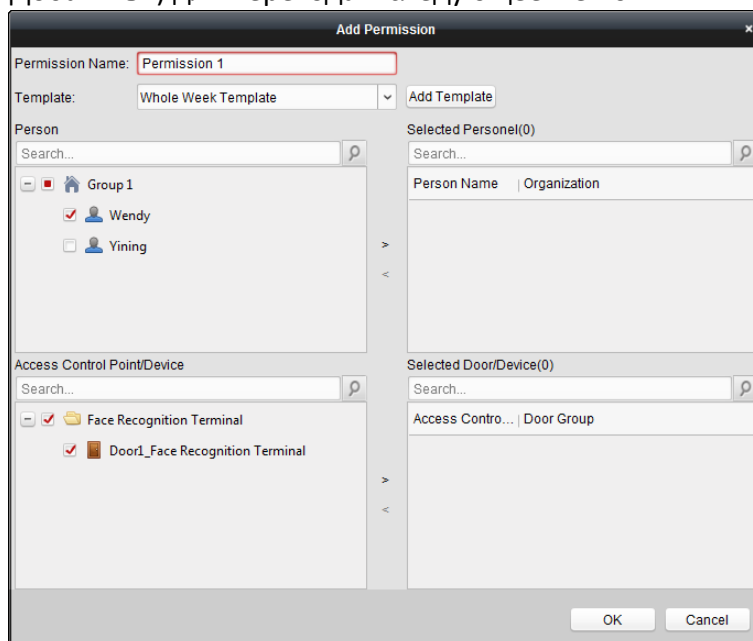 Add Permission
Permission Name: Permission 1
Template: Whole Week Template Add Template
Person Selected Personel(0)
Search... Search...
Group 1 Person Name Organization
Wendy
Yining
>
<
Access Control Point/Device Selected Door/Device(0)
Search... Search...
Face Recognition Terminal Access Contro... Door Group
Door1_Face Recognition Terminal
>
<
OK Cancel